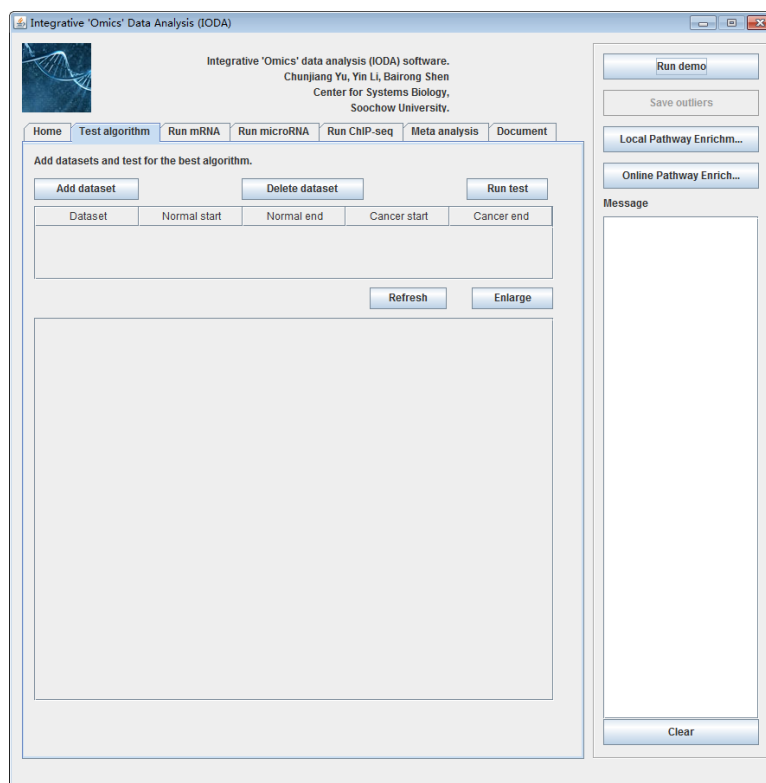 Integrative 'Omics' Data Analysis (IODA)
Integrative 'Omics' data analysis (IODA) software.
Chunjiang Yu, Yin Li, Bairong Shen
Center for Systems Biology,
Soochow University.
Home Test algorithm Run mRNA Run microRNA Run ChIP-seq Meta analysis Document
Add datasets and test for the best algorithm.
Add dataset Delete dataset Run test
Dataset Normal start Normal end Cancer start Cancer end
Refresh Enlarge
Run demo
Save outliers
Local Pathway Enrichm...
Online Pathway Enrich...
Message
Clear